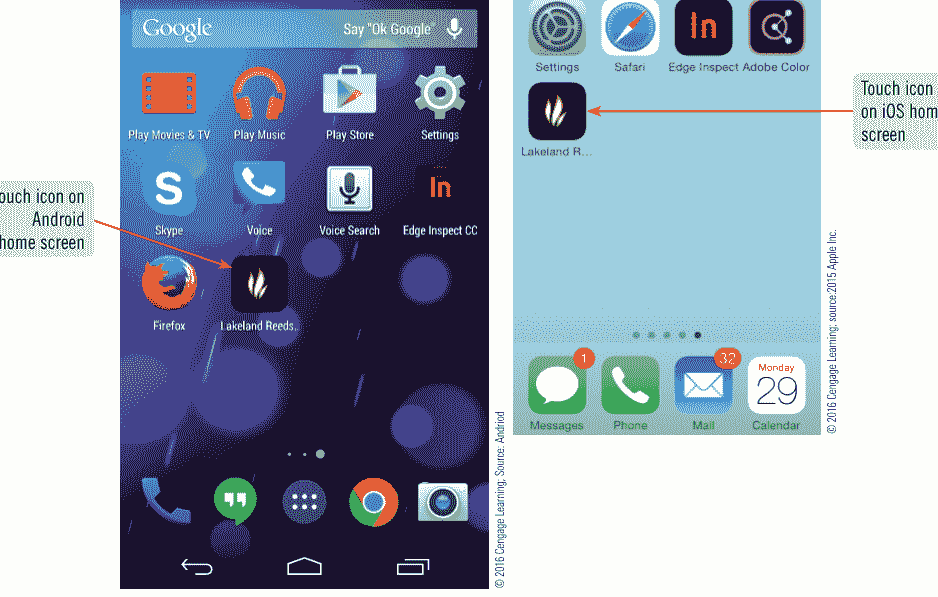 Google
Say "Ok Google"
Play Movies & TV
Play Music
Play Store
Settings
S
In
Skype
Voice
Voice Search
Edge Inspect CC
Firefox
Lakeland Reeds..
ouch icon on
Android
home screen
© 2016 Cengage Learning; Source: Andriod
In
Settings
Safari
Edge Inspect
Adobe Color
Lakeland R...
Touch icon
on iOS hom
screen
1
32
Monday
29
Messages
Phone
Mail
Calendar
© 2016 Cengage Learning; source:2015 Apple Inc.